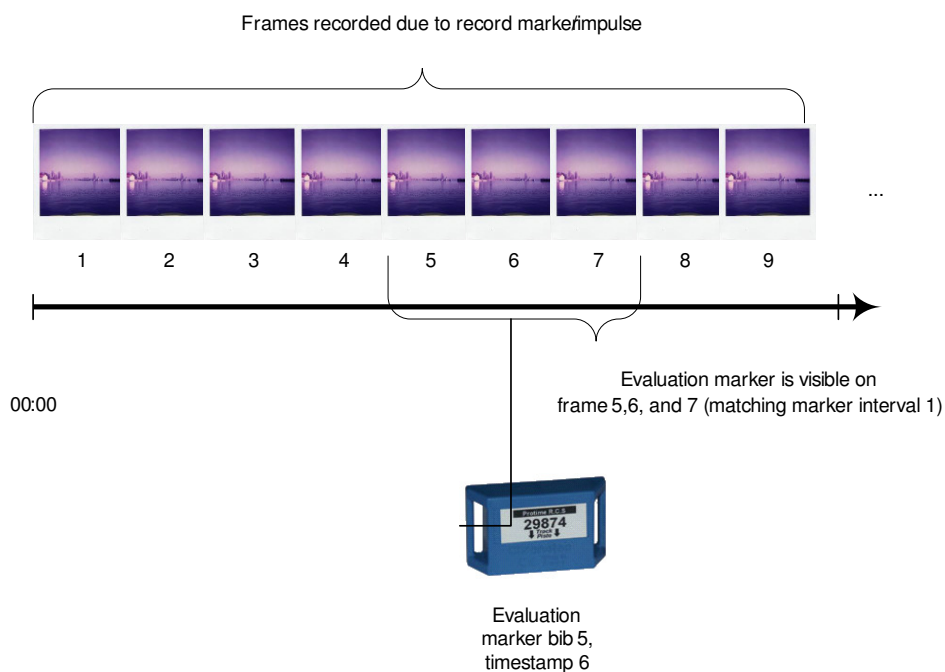 Frames recorded due to record marker/impulse
...
1 2 3 4 5 6 7 8 9
Evaluation marker is visible on
frame 5,6, and 7 (matching marker interval 1)
00:00
Protime R.C.S
29874
Track
Plate
Evaluation
marker bib 5,
timestamp 6